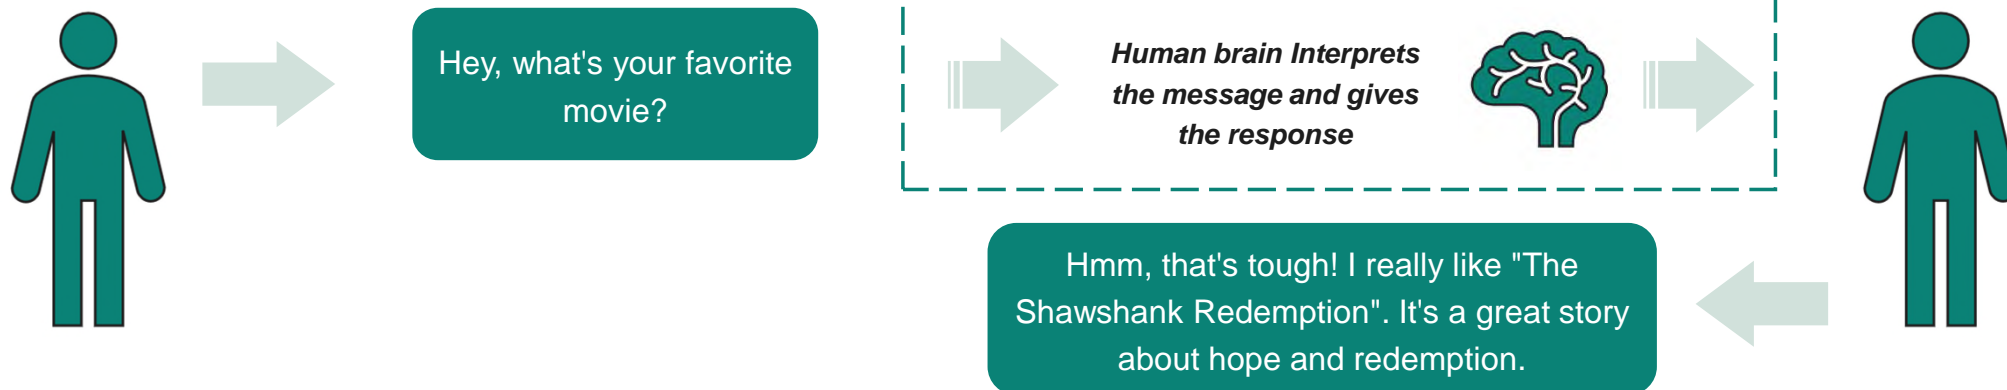 Hey, what's your favorite
movie?
Human brain Interprets
the message and gives
the response
Hmm, that's tough! I really like "The
Shawshank Redemption". It's a great story
about hope and redemption.